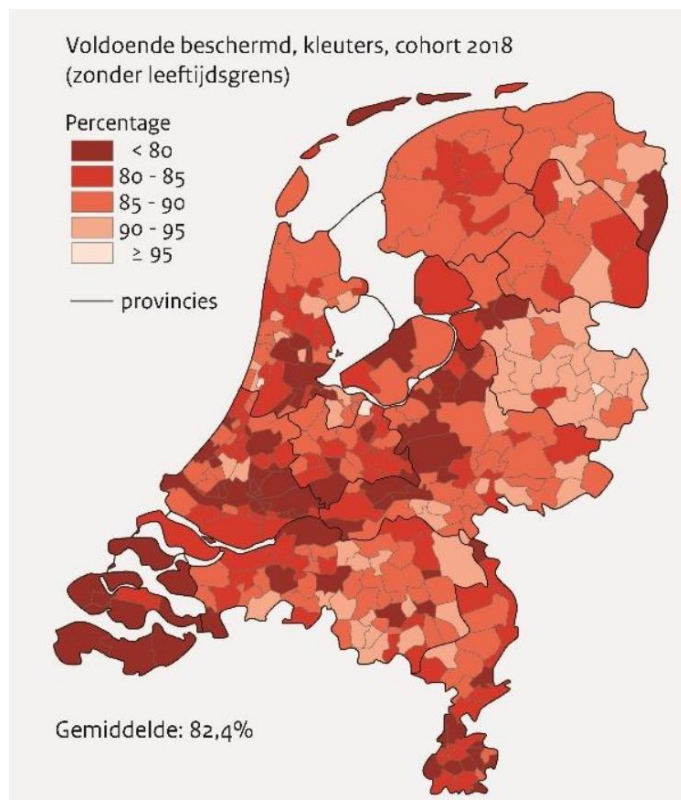 Voldoende beschermd, kleuters, cohort 2018
(zonder leeftijdsgrens)
Percentage
< 80
80 - 85
85 - 90
90 - 95
≥ 95
provincies
Gemiddelde: 82,4%